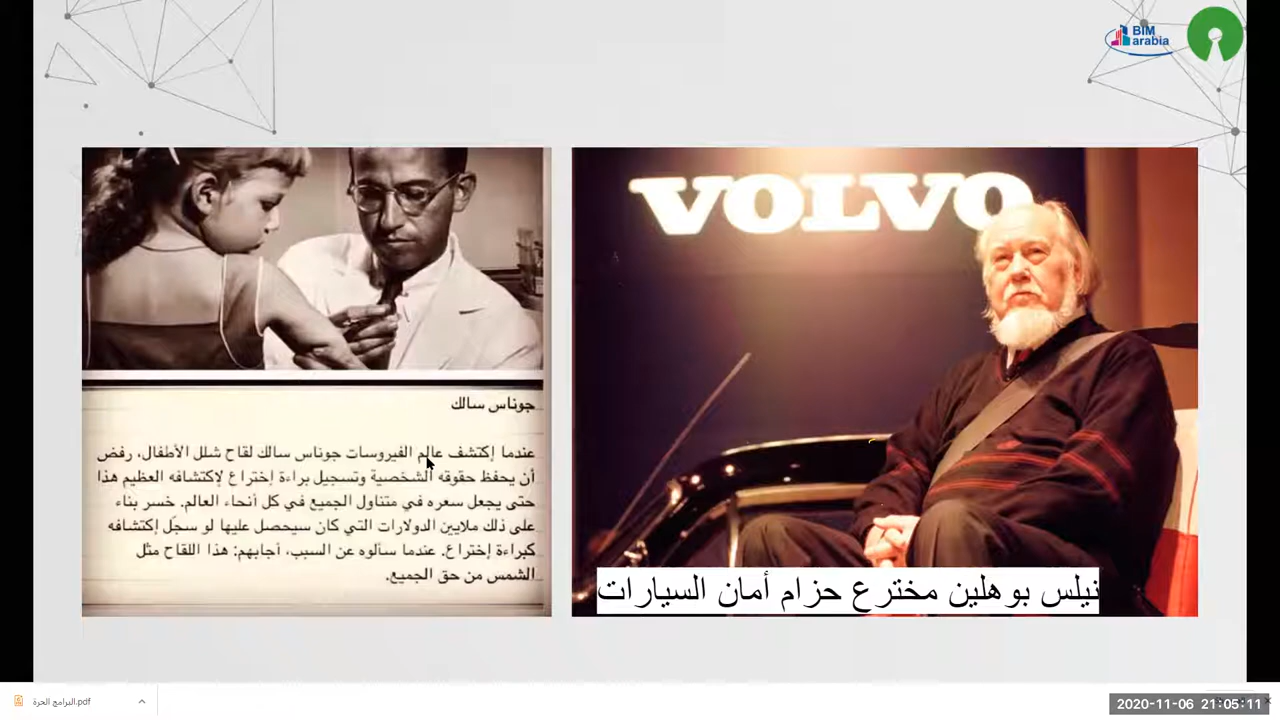 BIM
arabia
VOLVO
جوناس سالك
عندما إكتشف عالم الفيروسات جوناس سالك لقاح شلل الأطفال، رفض
أن يحفظ حقوقه الشخصية وتسجيل براءة إختراع لإكتشافه العظيم هذا
حتى يجعل سعره في متناول الجميع في كل أنحاء العالم. خسر بناء
على ذلك ملايين الدولارات التي كان سيحصل عليها لو سجّل إكتشافه
كبراءة إختراع. عندما سألوه عن السبب، أجابهم: هذا اللقاح مثل
الشمس من حق الجميع.
نيلس بوهلين مخترع حزام أمان السيارات
البرامج الحرة.pdf
2020-11-06 21:05:11